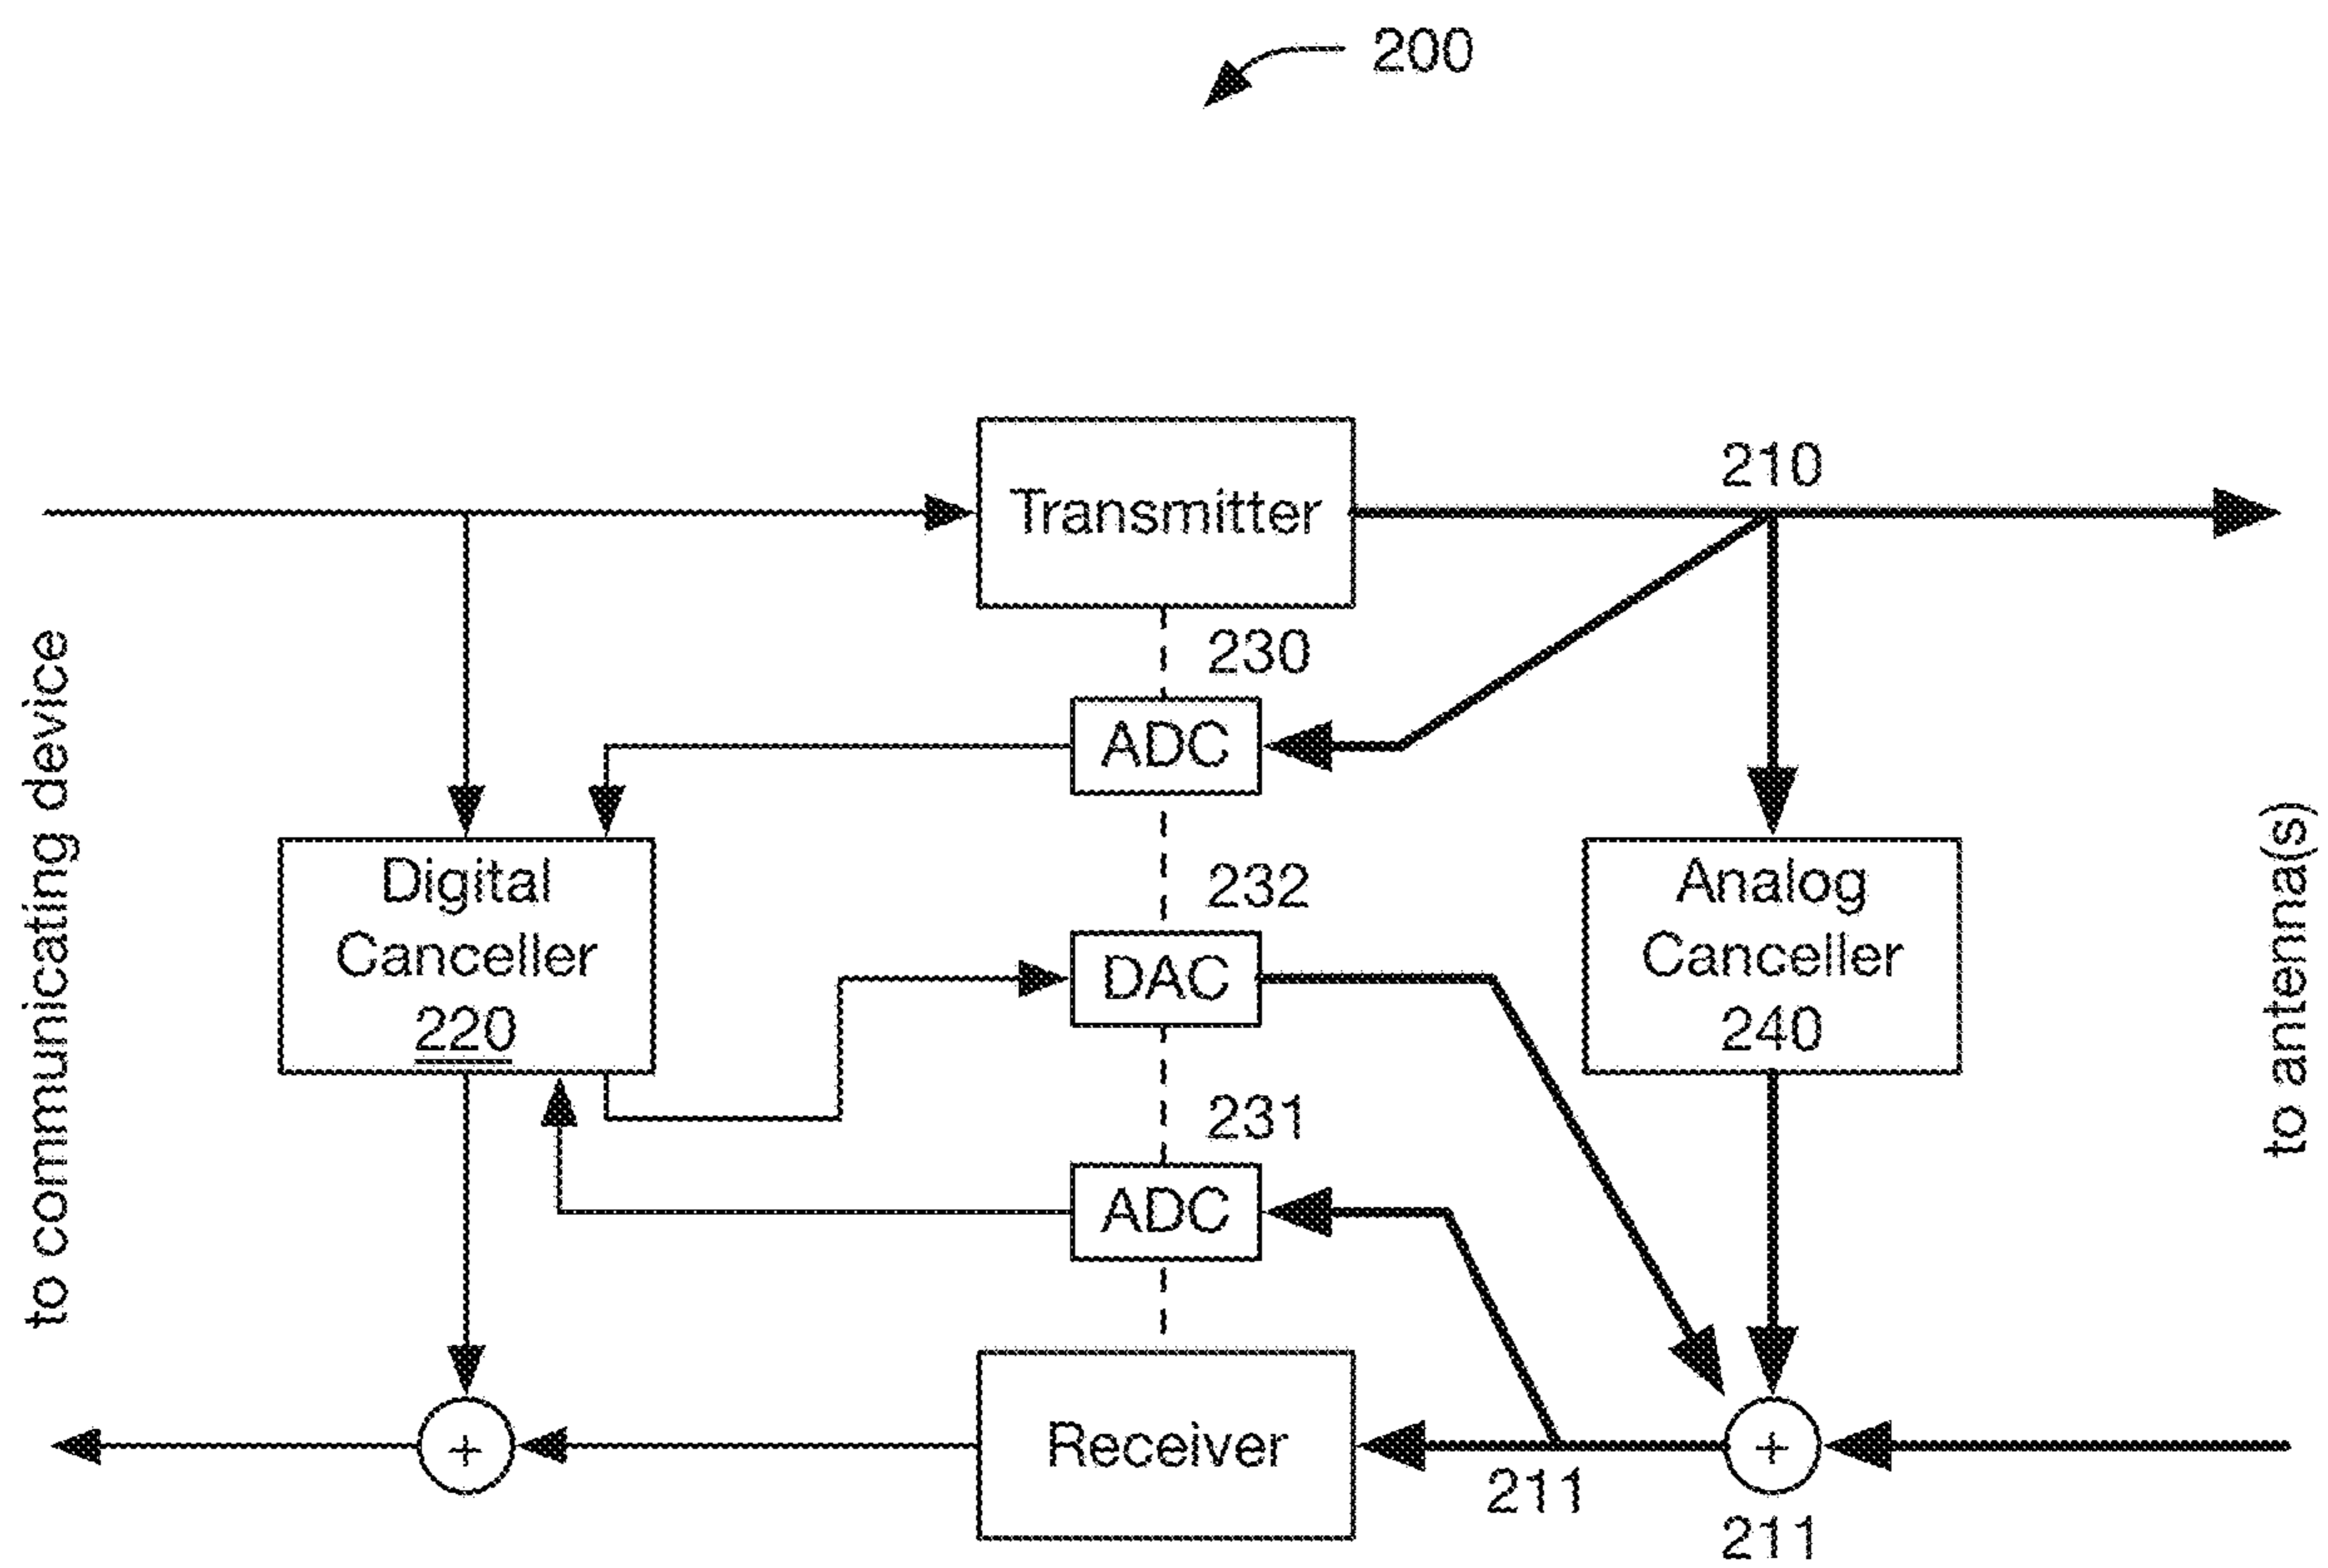 200
Transmitter
210
230
ADC
to communicating device
Digital
Canceller
220
232
DAC
Analog
Canceller
240
to antenna(s)
231
ADC
+
Receiver
211
+
211